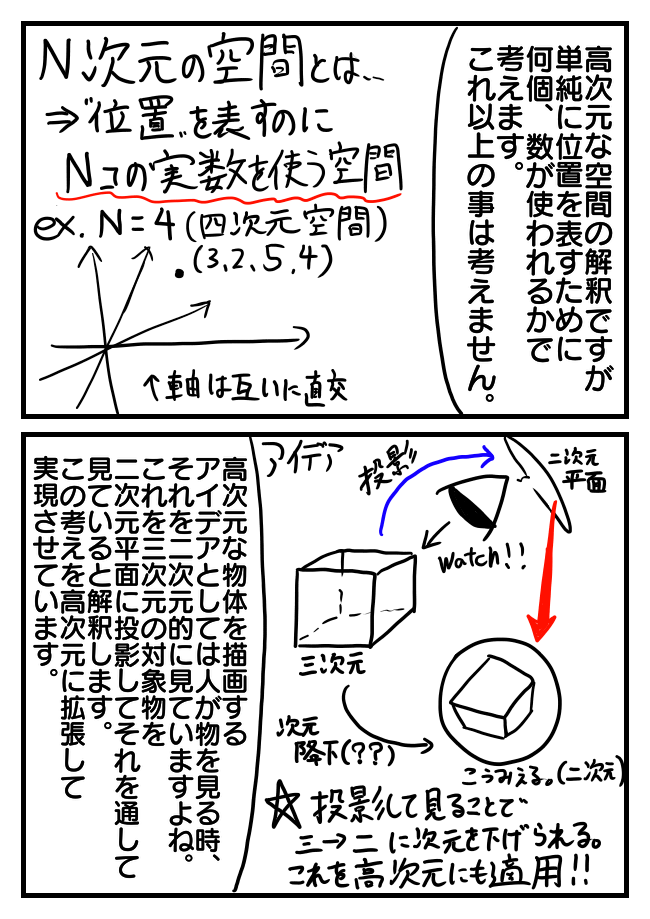 高次元な空間の解釈ですが
単純に位置を表すために
何個、数が使われるかで
考えます。
これ以上の事は考えません。
N次元の空間とは...
⇒"位置"を表すのに
Nコの実数を使う空間
ex. N=4(四次元空間)
(3,2,5,4)
↑軸は互いに直交
アイデア
投影
二次元
平面
Watch!!
三次元
次元
降下(??)
こうみえる。(二次元)
☆投影して見ることで
三→二に次元を下げられる。
これを高次元にも適用!!
高次元な物体を描画する
アイデアとしては人が物を見る時、
それを二次元的に見ていますよね。
これを三次元の対象物を
二次元平面に投影してそれを通して
見ていると解釈します。
この考えを高次元に拡張して
実現させています。